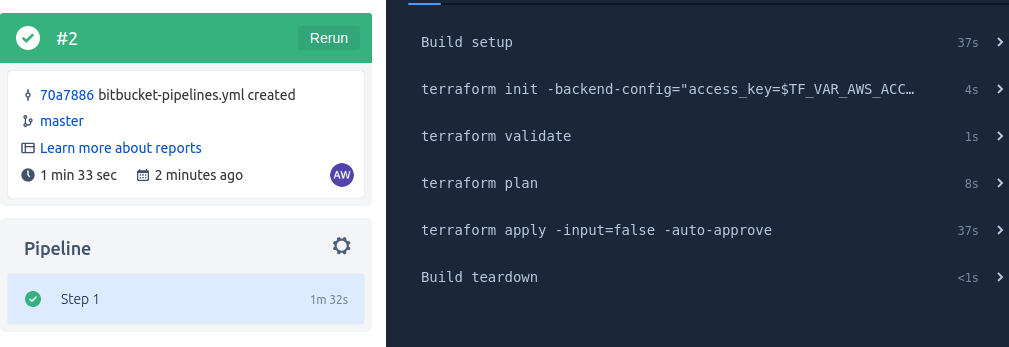 #2 Rerun
70a7886 bitbucket-pipelines.yml created
master
Learn more about reports
1 min 33 sec 2 minutes ago AW
Pipeline
Step 1 1m 32s
Build setup 37s
terraform init -backend-config="access_key=$TF_VAR_AWS_ACC… 4s
terraform validate 1s
terraform plan 8s
terraform apply -input=false -auto-approve 37s
Build teardown <1s